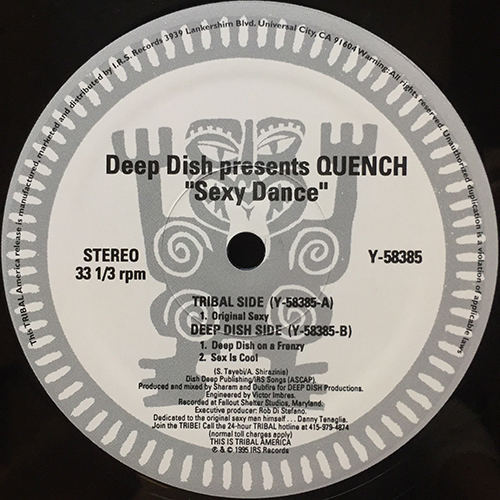 This TRIBAL America release is manufactured, marketed and distributed by I.R.S. Records 3939 Lankershim Blvd. Universal City, CA 91604 Warning: All rights reserved. Unauthorized duplication is a violation of applicable laws
Deep Dish presents QUENCH
"Sexy Dance"
STEREO
33 1/3 rpm
Y-58385
TRIBAL SIDE (Y-58385-A)
1. Original Sexy
DEEP DISH SIDE (Y-58385-B)
1. Deep Dish on a Frenzy
2. Sex Is Cool
(S. Tayebi/A. Shirazinia)
Dish Deep Publishing/IRS Songs (ASCAP).
Produced and mixed by Sharam and Dubfire for DEEP DISH Productions.
Engineered by Victor Imbres.
Recorded at Fallout Shelter Studios, Maryland.
Executive producer: Rob Di Stefano.
Dedicated to the original sexy man himself . . . Danny Tenaglia.
Join the TRIBE! Call the 24-hour TRIBAL hotline at 415-979-4874
(normal toll charges apply)
THIS IS TRIBAL AMERICA
℗ & © 1995 IRS Records